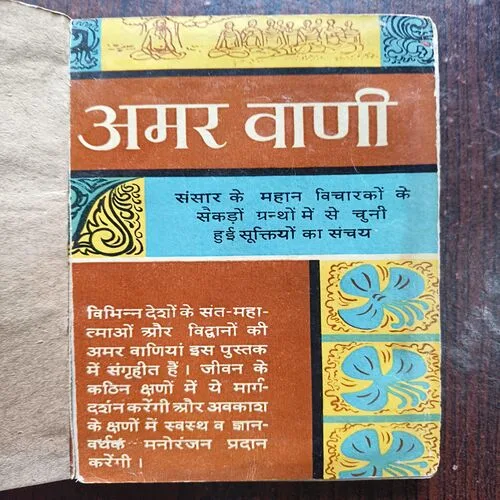 अमर वाणी
संसार के महान विचारकों के
सैकड़ों ग्रन्थों में से चुनी
हुई सूक्तियों का संचय
विभिन्न देशों के संत-महा-
त्माओं और विद्वानों की
अमर वाणियां इस पुस्तक
में संगृहीत हैं । जीवन के
कठिन क्षणों में ये मार्ग-
दर्शन करेंगी और अवकाश
के क्षणों में स्वस्थ व ज्ञान-
वर्धक मनोरंजन प्रदान
करेंगी ।